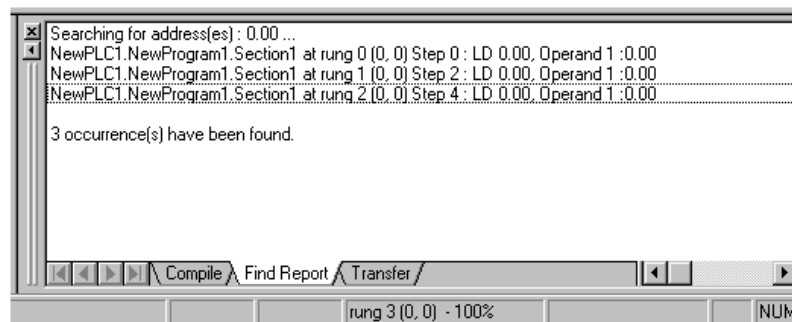 Searching for address(es) : 0.00 ...
NewPLC1.NewProgram1.Section1 at rung 0 (0, 0) Step 0 : LD 0.00, Operand 1 :0.00
NewPLC1.NewProgram1.Section1 at rung 1 (0, 0) Step 2 : LD 0.00, Operand 1 :0.00
NewPLC1.NewProgram1.Section1 at rung 2 (0, 0) Step 4 : LD 0.00, Operand 1 :0.00
3 occurrence(s) have been found.
Compile Find Report Transfer
rung 3 (0, 0) - 100% NUM